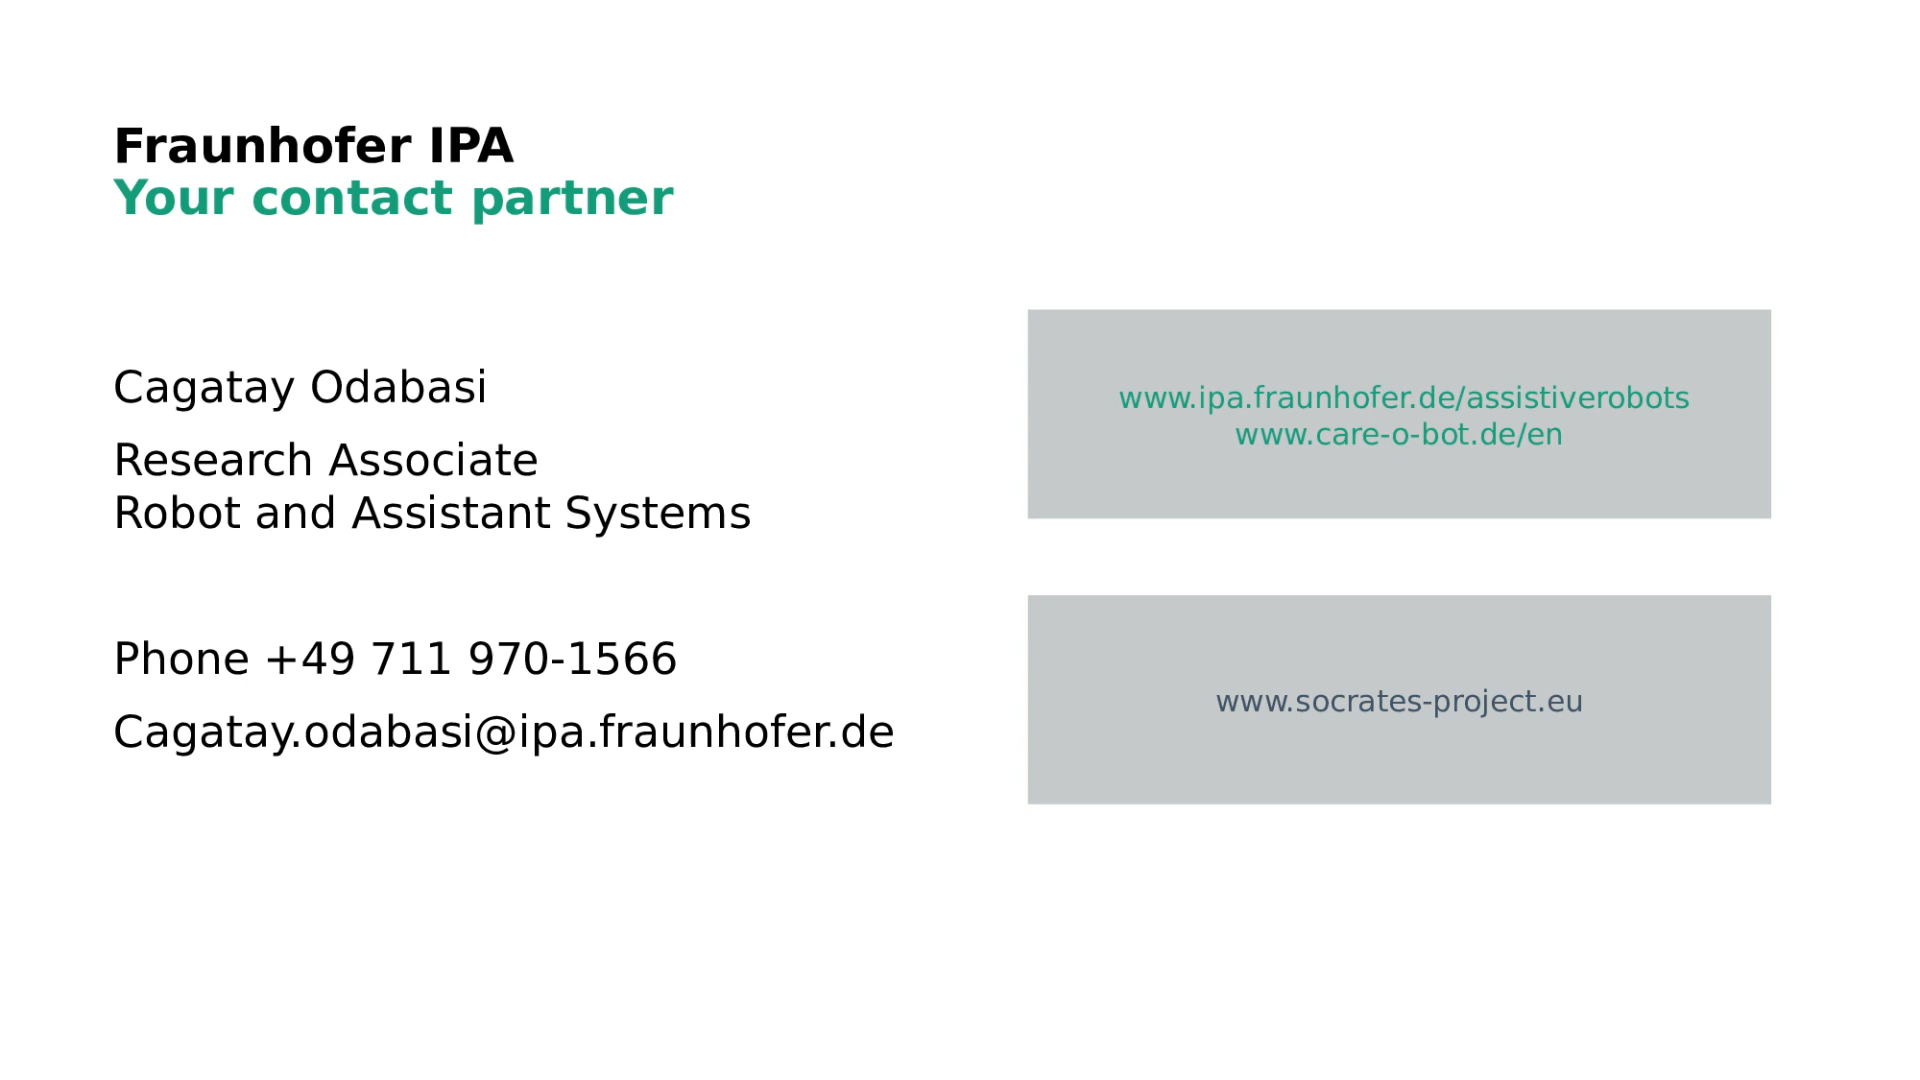 Fraunhofer IPA
Your contact partner
Cagatay Odabasi
Research Associate
Robot and Assistant Systems
Phone +49 711 970-1566
Cagatay.odabasi@ipa.fraunhofer.de
www.ipa.fraunhofer.de/assistiverobots
www.care-o-bot.de/en
www.socrates-project.eu